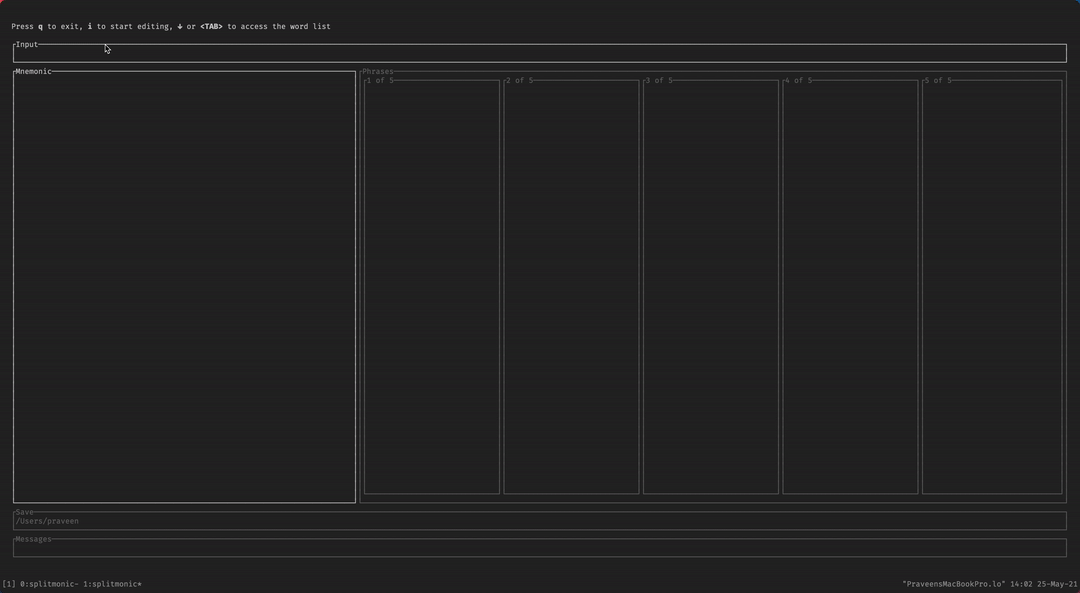 Press q to exit, i to start editing, ↓ or <TAB> to access the word list
Input
Mnemonic
Phrases
1 of 5 2 of 5 3 of 5 4 of 5 5 of 5
Save
/Users/praveen
Messages
[1] 0:splitmonic- 1:splitmonic* "PraveensMacBookPro.lo" 14:02 25-May-21